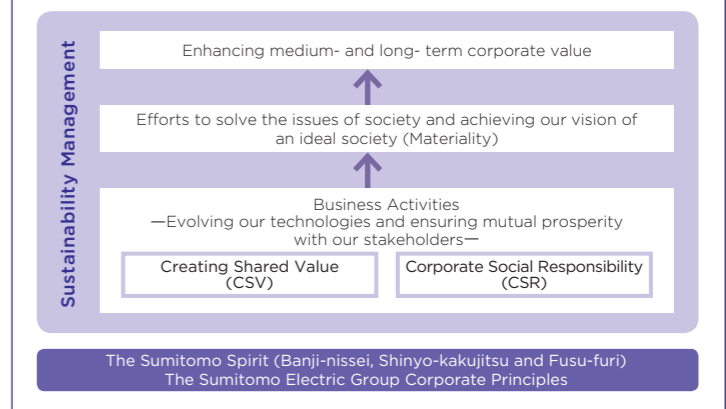 Sustainability Management
Enhancing medium- and long- term corporate value
Efforts to solve the issues of society and achieving our vision of
an ideal society (Materiality)
Business Activities
—Evolving our technologies and ensuring mutual prosperity
with our stakeholders—
Creating Shared Value
(CSV)
Corporate Social Responsibility
(CSR)
The Sumitomo Spirit (Banji-nissei, Shinyo-kakujitsu and Fusu-furi)
The Sumitomo Electric Group Corporate Principles